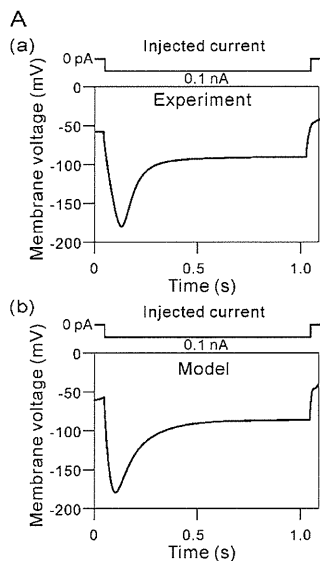 A
(a)
Injected current
0 pA
0.1 nA
Experiment
Membrane voltage (mV)
0
-50
-100
-150
-200
0
0.5
1.0
Time (s)
(b)
Injected current
0 pA
0.1 nA
Model
Membrane voltage (mV)
0
-50
-100
-150
-200
0
0.5
1.0
Time (s)